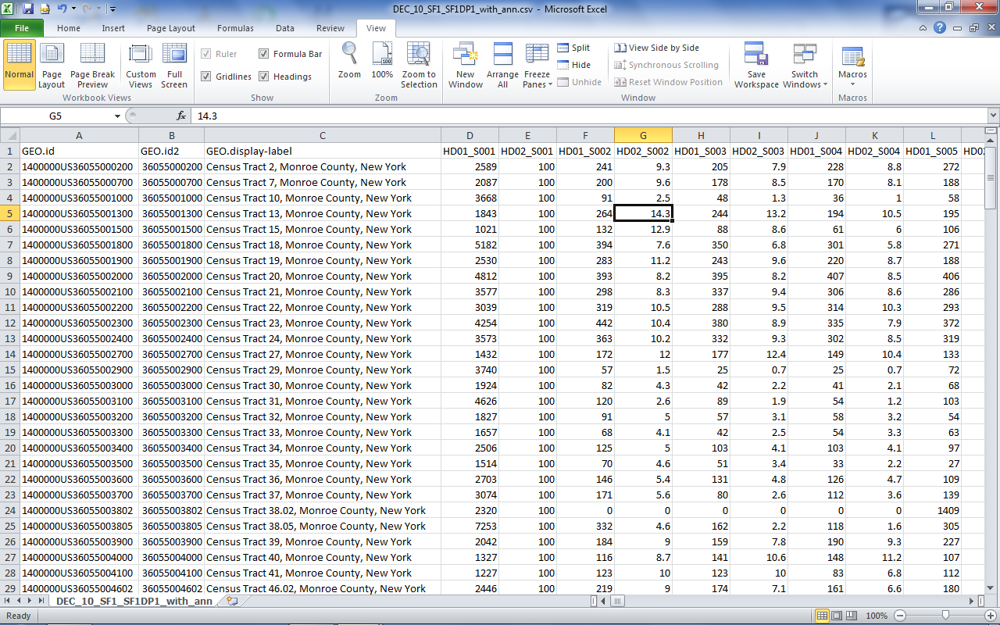 DEC_10_SF1_SF1DP1_with_ann.csv - Microsoft Excel
File Home Insert Page Layout Formulas Data Review View
Normal Page Layout Page Break Preview Custom Views Full Screen
Workbook Views
Ruler Formula Bar
Gridlines Headings
Show
Zoom 100% Zoom to Selection
Zoom
New Window Arrange All Freeze Panes
Split View Side by Side
Hide Synchronous Scrolling
Unhide Reset Window Position
Save Workspace Switch Windows
Window
Macros
Macros
G5 fx 14.3
A B C D E F G H I J K L
1 GEO.id GEO.id2 GEO.display-label HD01_S001 HD02_S001 HD01_S002 HD02_S002 HD01_S003 HD02_S003 HD01_S004 HD02_S004 HD01_S005
2 1400000US36055000200 36055000200 Census Tract 2, Monroe County, New York 2589 100 241 9.3 205 7.9 228 8.8 272
3 1400000US36055000700 36055000700 Census Tract 7, Monroe County, New York 2087 100 200 9.6 178 8.5 170 8.1 188
4 1400000US36055001000 36055001000 Census Tract 10, Monroe County, New York 3668 100 91 2.5 48 1.3 36 1 58
5 1400000US36055001300 36055001300 Census Tract 13, Monroe County, New York 1843 100 264 14.3 244 13.2 194 10.5 195
6 1400000US36055001500 36055001500 Census Tract 15, Monroe County, New York 1021 100 132 12.9 88 8.6 61 6 106
7 1400000US36055001800 36055001800 Census Tract 18, Monroe County, New York 5182 100 394 7.6 350 6.8 301 5.8 271
8 1400000US36055001900 36055001900 Census Tract 19, Monroe County, New York 2530 100 283 11.2 243 9.6 220 8.7 188
9 1400000US36055002000 36055002000 Census Tract 20, Monroe County, New York 4812 100 393 8.2 395 8.2 407 8.5 406
10 1400000US36055002100 36055002100 Census Tract 21, Monroe County, New York 3577 100 298 8.3 337 9.4 306 8.6 286
11 1400000US36055002200 36055002200 Census Tract 22, Monroe County, New York 3039 100 319 10.5 288 9.5 314 10.3 293
12 1400000US36055002300 36055002300 Census Tract 23, Monroe County, New York 4254 100 442 10.4 380 8.9 335 7.9 372
13 1400000US36055002400 36055002400 Census Tract 24, Monroe County, New York 3573 100 363 10.2 332 9.3 302 8.5 319
14 1400000US36055002700 36055002700 Census Tract 27, Monroe County, New York 1432 100 172 12 177 12.4 149 10.4 133
15 1400000US36055002900 36055002900 Census Tract 29, Monroe County, New York 3740 100 57 1.5 25 0.7 25 0.7 72
16 1400000US36055003000 36055003000 Census Tract 30, Monroe County, New York 1924 100 82 4.3 42 2.2 41 2.1 68
17 1400000US36055003100 36055003100 Census Tract 31, Monroe County, New York 4626 100 120 2.6 89 1.9 54 1.2 103
18 1400000US36055003200 36055003200 Census Tract 32, Monroe County, New York 1827 100 91 5 57 3.1 58 3.2 54
19 1400000US36055003300 36055003300 Census Tract 33, Monroe County, New York 1657 100 68 4.1 42 2.5 54 3.3 63
20 1400000US36055003400 36055003400 Census Tract 34, Monroe County, New York 2506 100 125 5 103 4.1 103 4.1 97
21 1400000US36055003500 36055003500 Census Tract 35, Monroe County, New York 1514 100 70 4.6 51 3.4 33 2.2 27
22 1400000US36055003600 36055003600 Census Tract 36, Monroe County, New York 2703 100 146 5.4 131 4.8 126 4.7 109
23 1400000US36055003700 36055003700 Census Tract 37, Monroe County, New York 3074 100 171 5.6 80 2.6 112 3.6 139
24 1400000US36055003802 36055003802 Census Tract 38.02, Monroe County, New York 2320 100 0 0 0 0 0 0 1409
25 1400000US36055003805 36055003805 Census Tract 38.05, Monroe County, New York 7253 100 332 4.6 162 2.2 118 1.6 305
26 1400000US36055003900 36055003900 Census Tract 39, Monroe County, New York 2042 100 184 9 159 7.8 190 9.3 227
27 1400000US36055004000 36055004000 Census Tract 40, Monroe County, New York 1327 100 116 8.7 141 10.6 148 11.2 107
28 1400000US36055004100 36055004100 Census Tract 41, Monroe County, New York 1227 100 123 10 123 10 83 6.8 112
29 1400000US36055004602 36055004602 Census Tract 46.02, Monroe County, New York 2446 100 219 9 174 7.1 161 6.6 180
DEC_10_SF1_SF1DP1_with_ann
Ready 100%